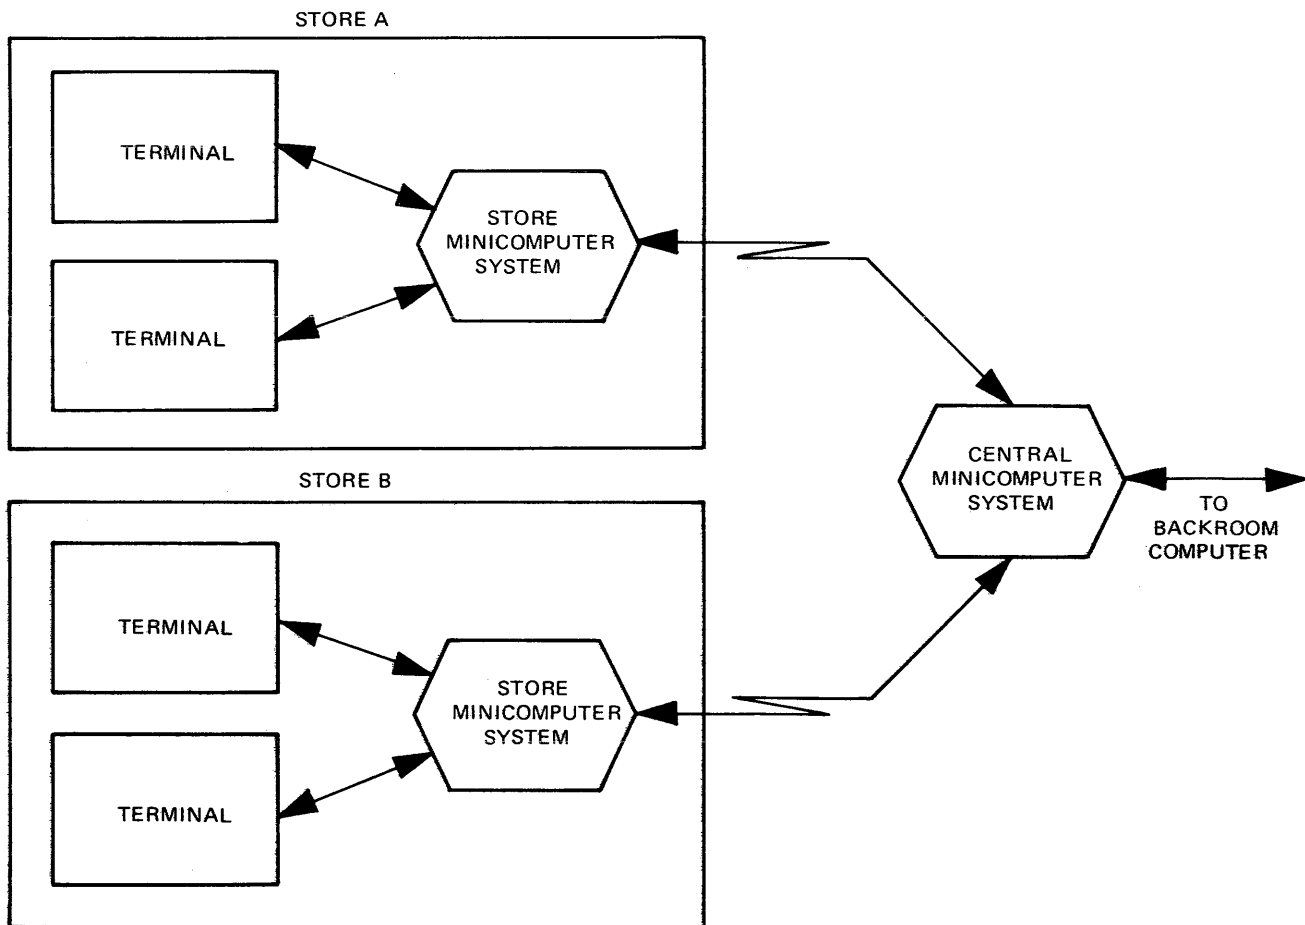 STORE A
TERMINAL
TERMINAL
STORE
MINICOMPUTER
SYSTEM
STORE B
TERMINAL
TERMINAL
STORE
MINICOMPUTER
SYSTEM
CENTRAL
MINICOMPUTER
SYSTEM
TO
BACKROOM
COMPUTER